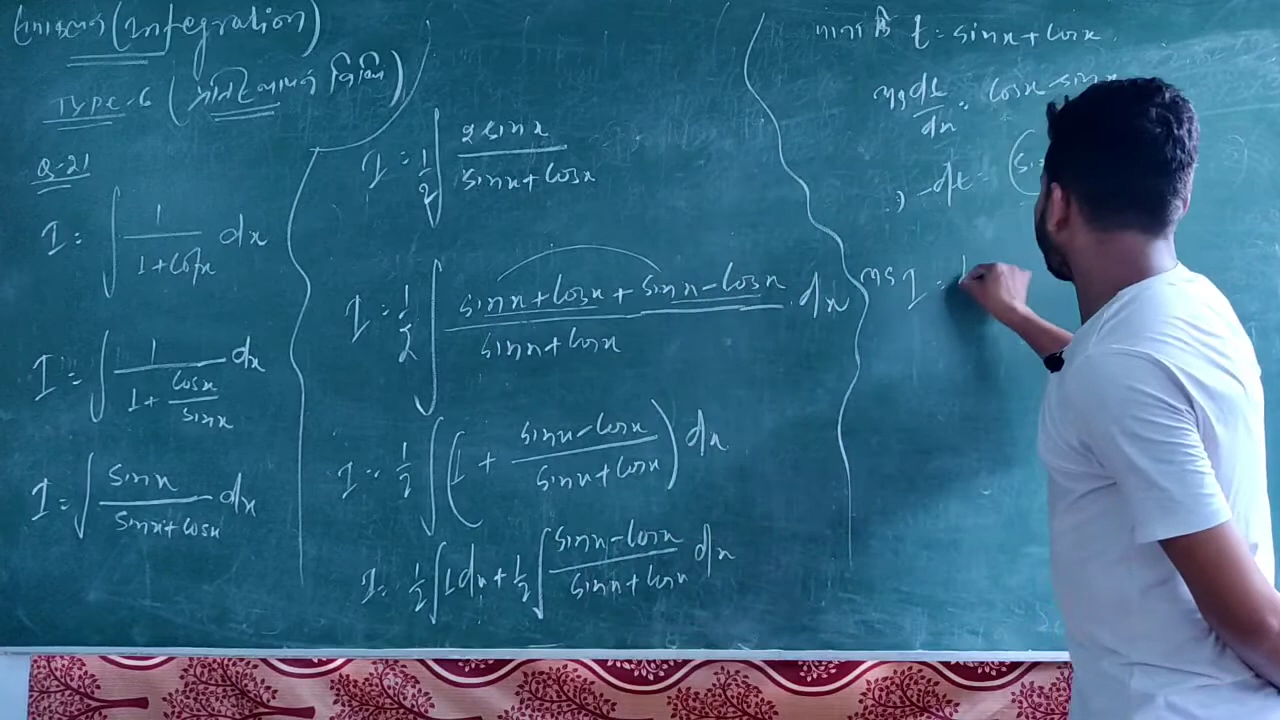 (Integration)
TYPE-6
Q-21
I = ∫ 1/(1+cotx) dx
I = ∫ 1/(1+cosx/sinx) dx
I = ∫ sinx/(sinx+cosx) dx
I = 1/2 ∫ 2sinx/(sinx+cosx)
I = 1/2 ∫ (sinx+cosx+sinx-cosx)/(sinx+cosx) dx
I = 1/2 ∫ (1 + (sinx-cosx)/(sinx+cosx)) dx
I = 1/2 ∫ 1 dx + 1/2 ∫ (sinx-cosx)/(sinx+cosx) dx
t = sinx+cosx
dt/dx = cosx-sinx
, -dt = (
I =